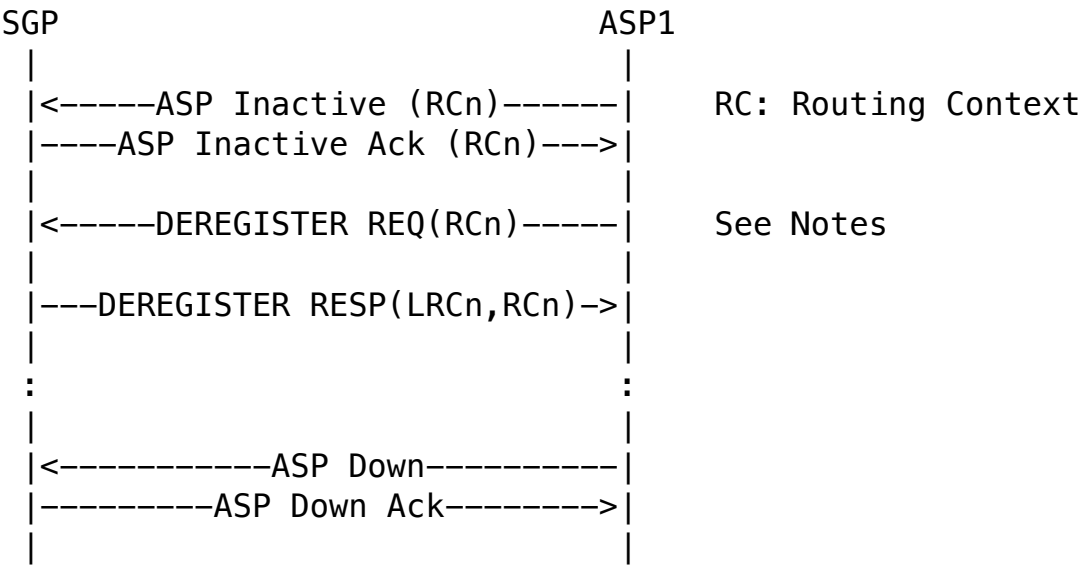 SGP                             ASP1
 |                              |
 |<-----ASP Inactive (RCn)------|    RC: Routing Context
 |----ASP Inactive Ack (RCn)--->|
 |                              |
 |<-----DEREGISTER REQ(RCn)-----|    See Notes
 |                              |
 |---DEREGISTER RESP(LRCn,RCn)->|
 |                              |
 :                              :
 |                              |
 |<-----------ASP Down----------|
 |---------ASP Down Ack-------->|
 |                              |